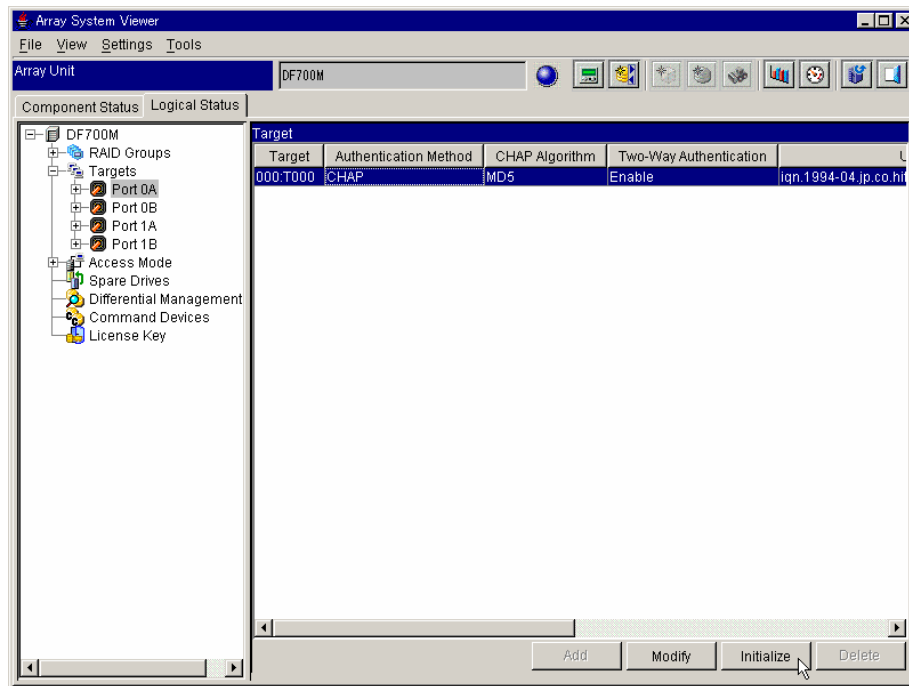 Array System Viewer
File View Settings Tools
Array Unit DF700M
Component Status Logical Status
DF700M
RAID Groups
Targets
Port 0A
Port 0B
Port 1A
Port 1B
Access Mode
Spare Drives
Differential Management
Command Devices
License Key
Target
Target Authentication Method CHAP Algorithm Two-Way Authentication
000:T000 CHAP MD5 Enable iqn.1994-04.jp.co.hit
Add Modify Initialize Delete